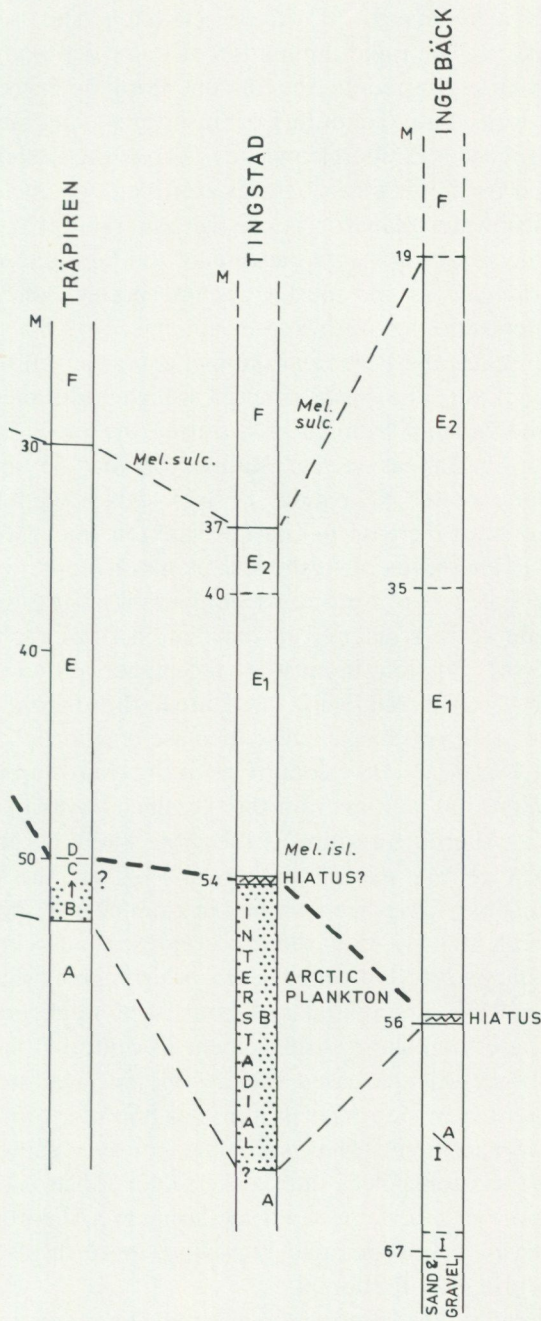 TRÄPIREN
M
F
30
Mel. sulc.
40
E
50
D
C
?
B
A
TINGSTAD
M
F
Mel.
sulc.
37
E2
40
E1
Mel. isl.
54
HIATUS?
INTERSTADIAL
B
ARCTIC
PLANKTON
?
A
INGEBÄCK
M
F
19
E2
35
E1
56
HIATUS
I/A
I
67
SAND &
GRAVEL